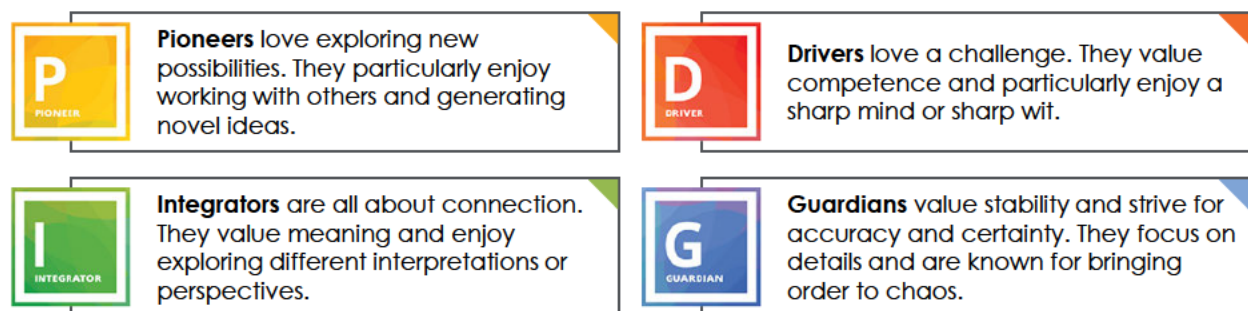 P
PIONEER
Pioneers love exploring new
possibilities. They particularly enjoy
working with others and generating
novel ideas.
D
DRIVER
Drivers love a challenge. They value
competence and particularly enjoy a
sharp mind or sharp wit.
I
INTEGRATOR
Integrators are all about connection.
They value meaning and enjoy
exploring different interpretations or
perspectives.
G
GUARDIAN
Guardians value stability and strive for
accuracy and certainty. They focus on
details and are known for bringing
order to chaos.